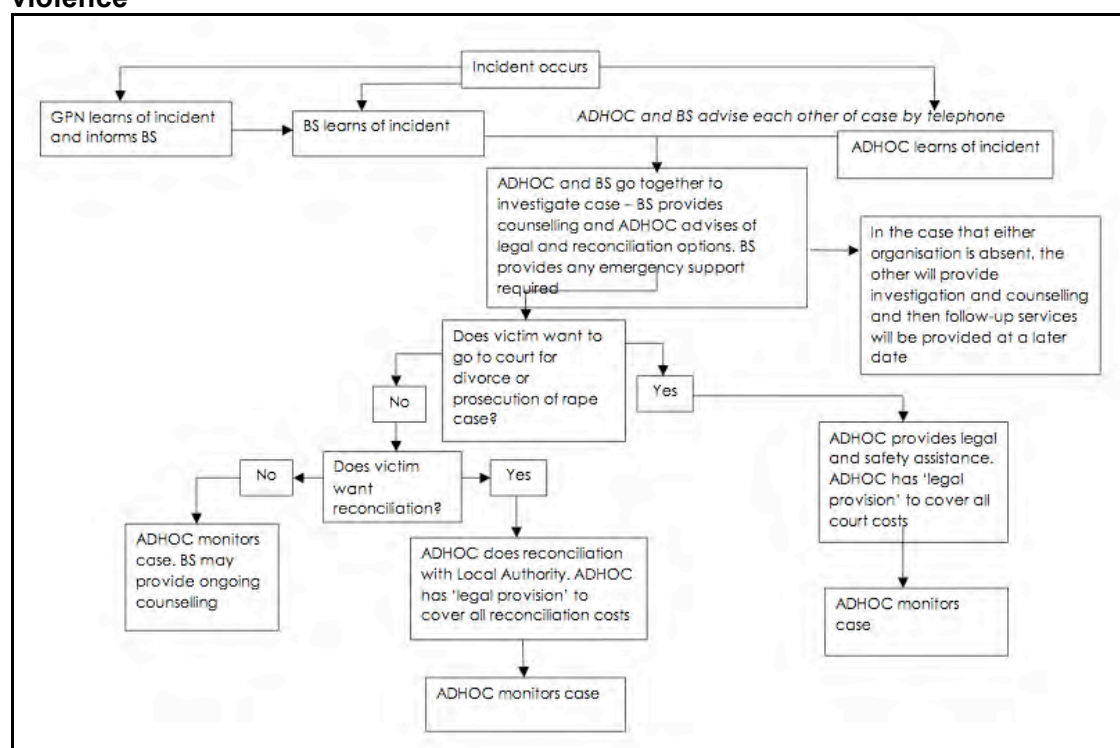 violence
Incident occurs
GPN learns of incident
and informs BS
BS learns of incident
ADHOC and BS advise each other of case by telephone
ADHOC learns of incident
ADHOC and BS go together to
investigate case – BS provides
counselling and ADHOC advises of
legal and reconciliation options. BS
provides any emergency support
required
In the case that either
organisation is absent, the
other will provide
investigation and counselling
and then follow-up services
will be provided at a later
date
Does victim want to
go to court for
divorce or
prosecution of rape
case?
No
Yes
Does victim
want
reconciliation?
No
Yes
ADHOC provides legal
and safety assistance.
ADHOC has ‘legal
provision’ to cover all
court costs
ADHOC monitors
case. BS may
provide ongoing
counselling
ADHOC does reconciliation
with Local Authority. ADHOC
has ‘legal provision’ to
cover all reconciliation costs
ADHOC monitors
case
ADHOC monitors case